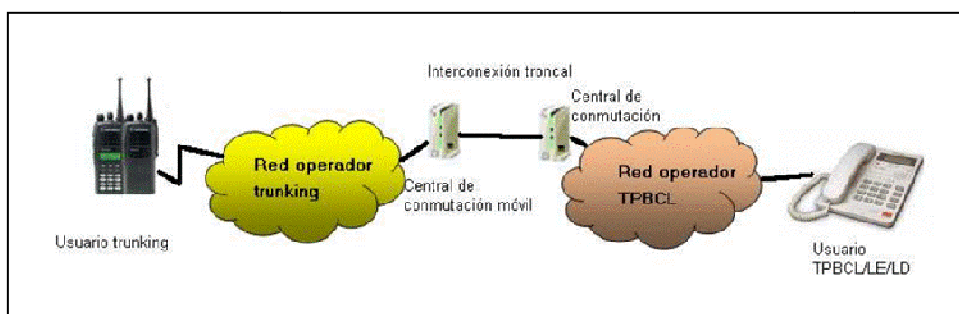 Interconexión troncal
Central de
conmutación
Red operador
trunking
Red operador
TPBCL
Central de
conmutación móvil
Usuario trunking
Usuario
TPBCL/LE/LD